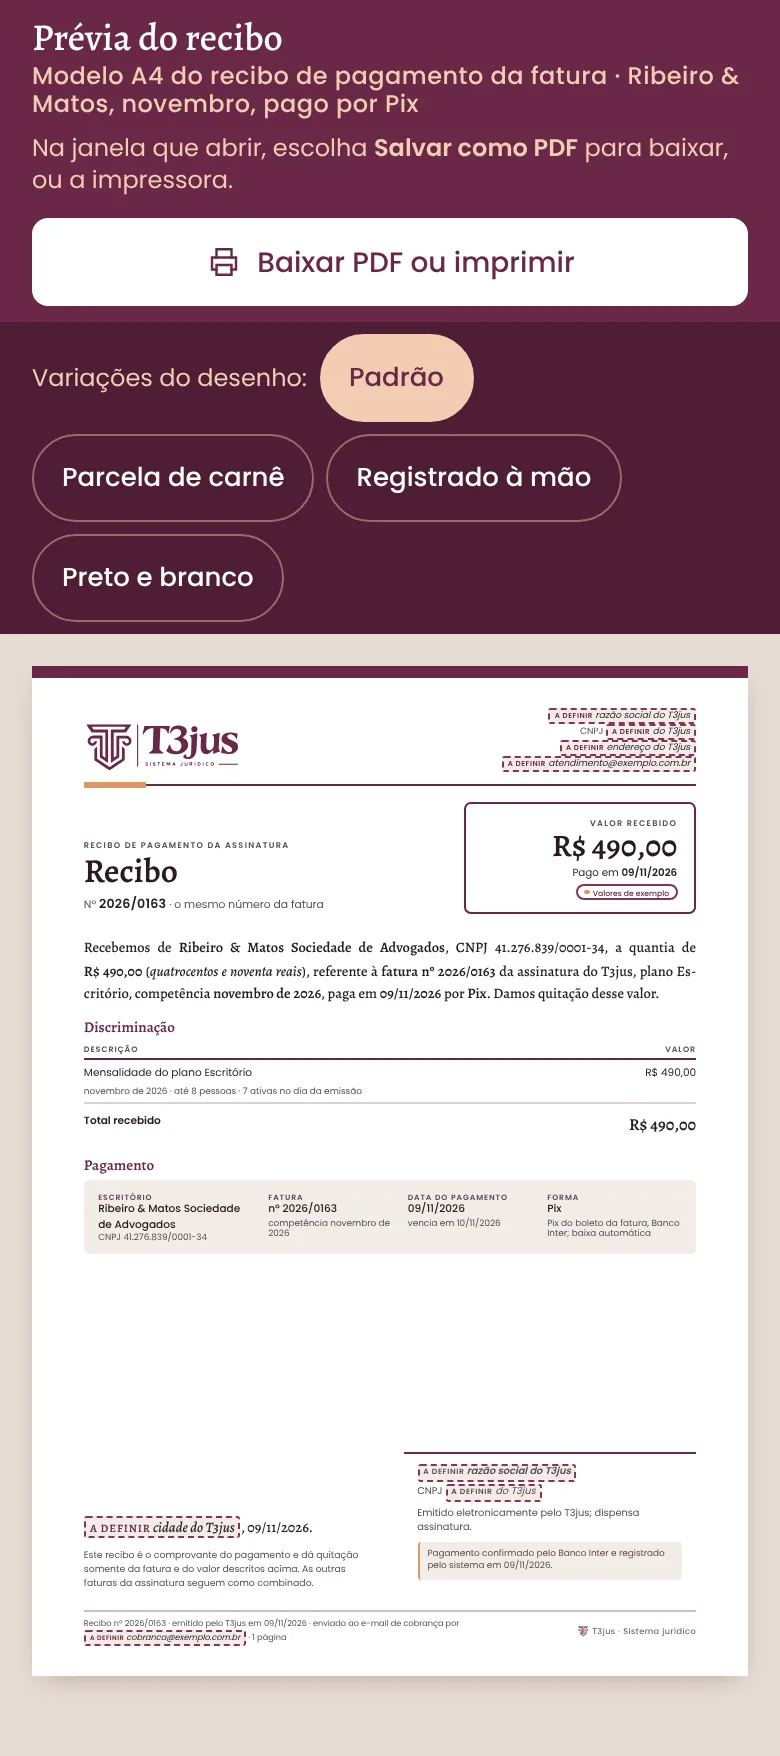 Prévia do recibo
Modelo A4 do recibo de pagamento da fatura · Ribeiro &
Matos, novembro, pago por Pix
Na janela que abrir, escolha Salvar como PDF para baixar,
ou a impressora.
Baixar PDF ou imprimir
Variações do desenho:
Padrão
Parcela de carnê
Registrado à mão
Preto e branco
T3jus
SISTEMA JURÍDICO
A DEFINIR razão social do T3jus
CNPJ A DEFINIR do T3jus
A DEFINIR endereço do T3jus
A DEFINIR atendimento@exemplo.com.br
RECIBO DE PAGAMENTO DA ASSINATURA
Recibo
Nº 2026/0163 · o mesmo número da fatura
VALOR RECEBIDO
R$ 490,00
Pago em 09/11/2026
Valores de exemplo
Recebemos de Ribeiro & Matos Sociedade de Advogados, CNPJ 41.276.839/0001-34, a quantia de
R$ 490,00 (quatrocentos e noventa reais), referente à fatura nº 2026/0163 da assinatura do T3jus, plano Es-
critório, competência novembro de 2026, paga em 09/11/2026 por Pix. Damos quitação desse valor.
Discriminação
DESCRIÇÃO VALOR
Mensalidade do plano Escritório R$ 490,00
novembro de 2026 · até 8 pessoas · 7 ativas no dia da emissão
Total recebido R$ 490,00
Pagamento
ESCRITÓRIO
Ribeiro & Matos Sociedade
de Advogados
CNPJ 41.276.839/0001-34
FATURA
nº 2026/0163
competência novembro de
2026
DATA DO PAGAMENTO
09/11/2026
vencia em 10/11/2026
FORMA
Pix
Pix do boleto da fatura, Banco
Inter; baixa automática
A DEFINIR cidade do T3jus , 09/11/2026.
Este recibo é o comprovante do pagamento e dá quitação
somente da fatura e do valor descritos acima. As outras
faturas da assinatura seguem como combinado.
A DEFINIR razão social do T3jus
CNPJ A DEFINIR do T3jus
Emitido eletronicamente pelo T3jus; dispensa
assinatura.
Pagamento confirmado pelo Banco Inter e registrado
pelo sistema em 09/11/2026.
Recibo nº 2026/0163 · emitido pelo T3jus em 09/11/2026 · enviado ao e-mail de cobrança por
A DEFINIR cobranca@exemplo.com.br · 1 página
T3jus · Sistema jurídico